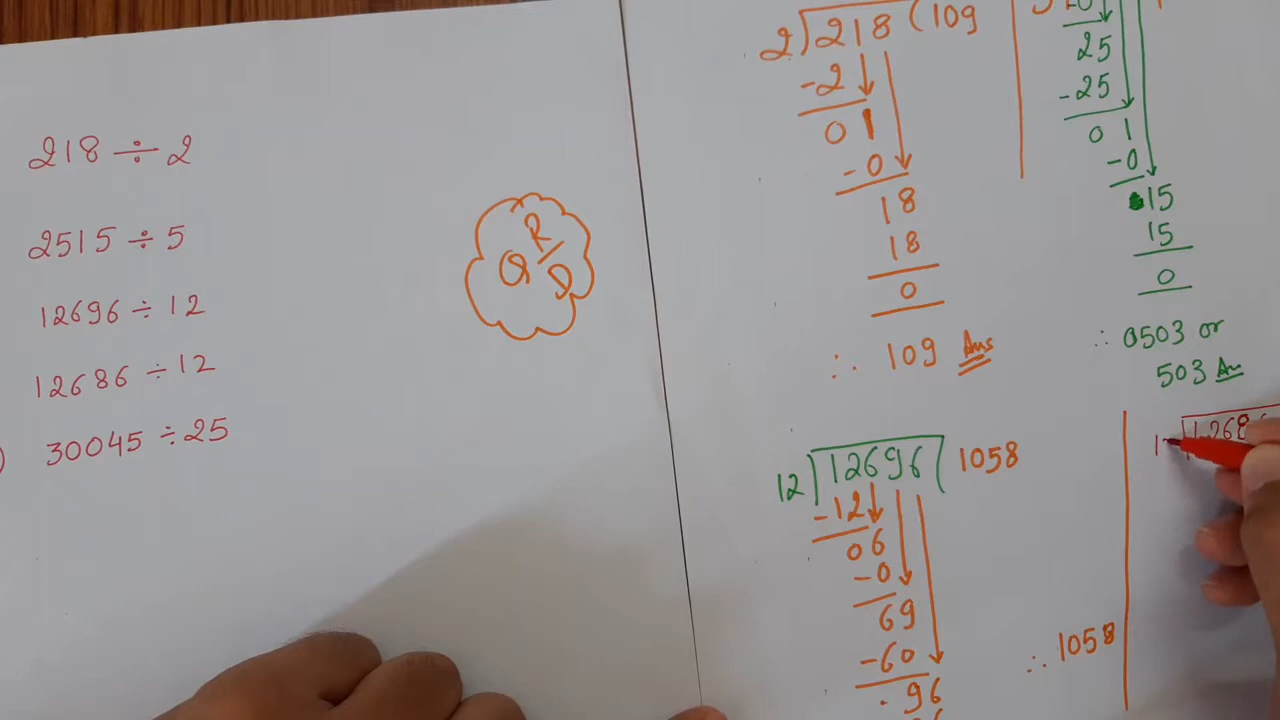 218 ÷ 2
2515 ÷ 5
12696 ÷ 12
12686 ÷ 12
) 30045 ÷ 25
R
Q
D
2)218(109
-2
01
-0
18
18
0
∴ 109 Ans
25
-25
01
-0
15
15
0
∴ 0503 or
503 An
12)12696(1058
-12
06
-0
69
-60
96
∴ 1058
1268